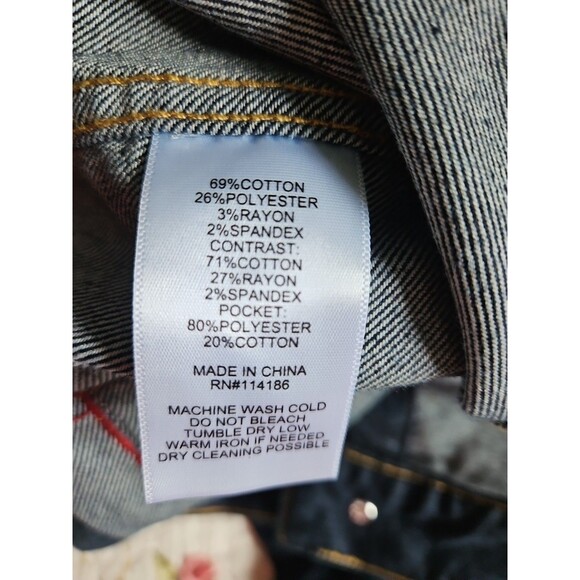 69%COTTON
26%POLYESTER
3%RAYON
2%SPANDEX
CONTRAST:
71%COTTON
27%RAYON
2%SPANDEX
POCKET:
80%POLYESTER
20%COTTON
MADE IN CHINA
RN#114186
MACHINE WASH COLD
DO NOT BLEACH
TUMBLE DRY LOW
WARM IRON IF NEEDED
DRY CLEANING POSSIBLE